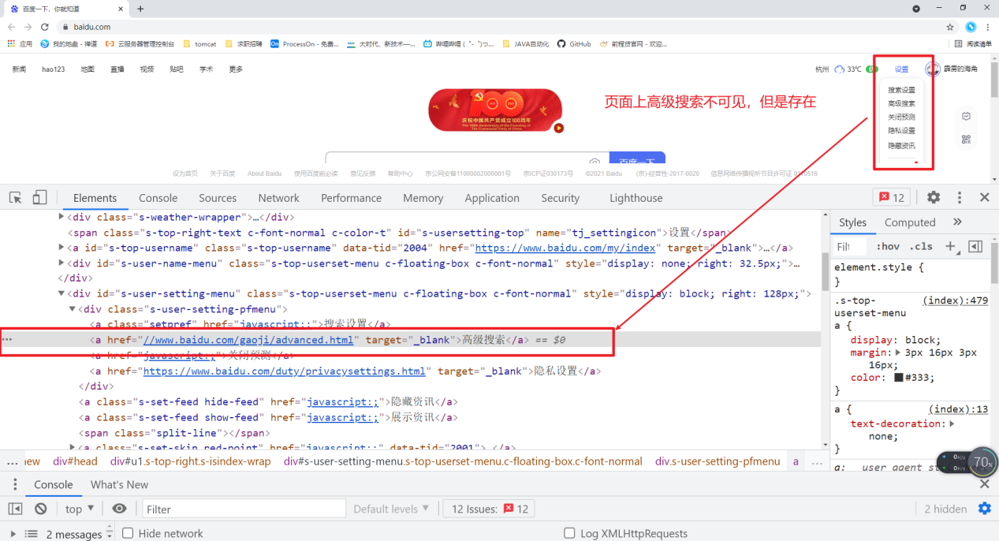 百度一下，你就知道
baidu.com
应用 我的地盘 - 禅道 云服务器管理控制台 tomcat 求职招聘 On ProcessOn - 免费... 大时代、新技术—... 哔哩哔哩 ( ゜- ゜)つ... JAVA自动化 GitHub 前程贷官网 - 欢迎... 阅读清单
新闻 hao123 地图 直播 视频 贴吧 学术 更多 杭州 33℃ 设置 霹雳的海角
搜索设置
高级搜索
关闭预测
隐私设置
隐藏资讯
100
庆祝中国共产党成立100周年
The 100th Anniversary of the Founding of
The Communist Party of China
页面上高级搜索不可见，但是存在
百度一下
设为首页 关于百度 About Baidu 使用百度前必读 意见反馈 帮助中心 京公网安备11000002000001号 京ICP证030173号 ©2021 Baidu (京)-经营性-2017-0020 信息网络传播视听节目许可证 0110516
Elements Console Sources Network Performance Memory Application Security Lighthouse 12
<div class="s-weather-wrapper">…</div>
<span class="s-top-right-text c-font-normal c-color-t" id="s-usersetting-top" name="tj_settingicon">设置</span>
<a id="s-top-username" class="s-top-username" data-tid="2004" href="https://www.baidu.com/my/index" target="_blank">…</a>
<div id="s-user-name-menu" class="s-top-userset-menu c-floating-box c-font-normal" style="display: none; right: 32.5px;">…
</div>
<div id="s-user-setting-menu" class="s-top-userset-menu c-floating-box c-font-normal" style="display: block; right: 128px;">
<div class="s-user-setting-pfmenu">
<a class="setpref" href="javascript:;">搜索设置</a>
… <a href="//www.baidu.com/gaoji/advanced.html" target="_blank">高级搜索</a> == $0
<a href="javascript:;">关闭预测</a>
<a href="https://www.baidu.com/duty/privacysettings.html" target="_blank">隐私设置</a>
</div>
<a class="s-set-feed hide-feed" href="javascript:;">隐藏资讯</a>
<a class="s-set-feed show-feed" href="javascript:;">展示资讯</a>
<span class="split-line"></span>
<a class="s-set-skin red-point" href="javascript:;" data-tid="2001">…</a>
… new div#head div#u1.s-top-right.s-isindex-wrap div#s-user-setting-menu.s-top-userset-menu.c-floating-box.c-font-normal div.s-user-setting-pfmenu a …
Styles Computed »
Filt :hov .cls +
element.style {
}
.s-top- (index):479
userset-menu
a {
display: block;
margin: 3px 16px 3px
16px;
color: #333;
}
a { (index):13
text-decoration:
none;
}
a: user agent st
0K/s
0K/s
70%
Console What's New
top Filter Default levels 12 Issues: 12 2 hidden
2 messages Hide network Log XMLHttpRequests